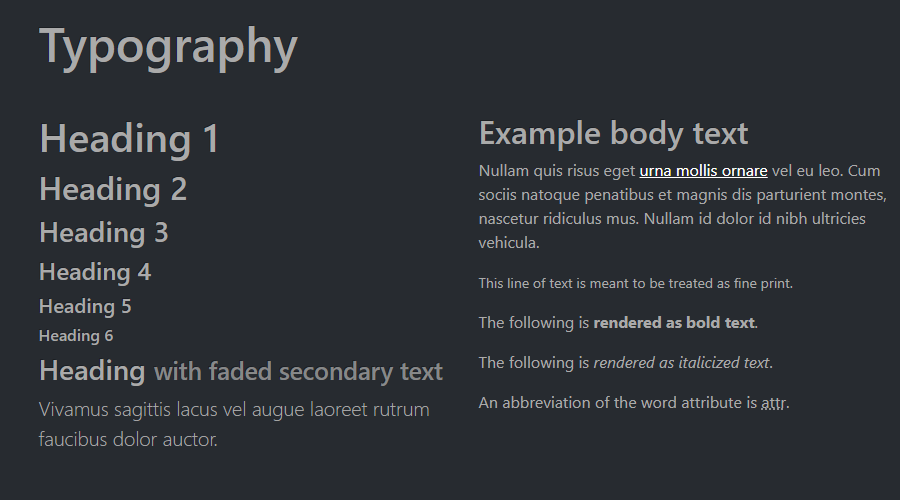 Typography
Heading 1
Heading 2
Heading 3
Heading 4
Heading 5
Heading 6
Heading with faded secondary text
Vivamus sagittis lacus vel augue laoreet rutrum
faucibus dolor auctor.
Example body text
Nullam quis risus eget urna mollis ornare vel eu leo. Cum
sociis natoque penatibus et magnis dis parturient montes,
nascetur ridiculus mus. Nullam id dolor id nibh ultricies
vehicula.
This line of text is meant to be treated as fine print.
The following is rendered as bold text.
The following is rendered as italicized text.
An abbreviation of the word attribute is attr.